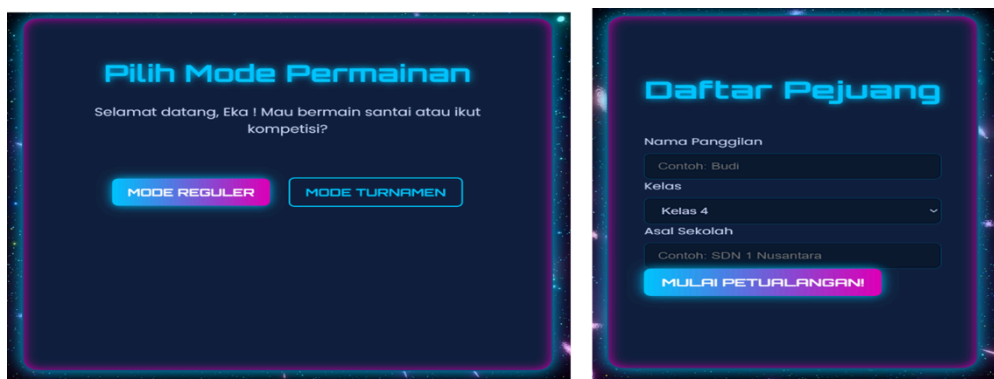 Pilih Mode Permainan
Selamat datang, Eka ! Mau bermain santai atau ikut
kompetisi?
MODE REGULER
MODE TURNAMEN
Daftar Pejuang
Nama Panggilan
Contoh: Budi
Kelas
Kelas 4
Asal Sekolah
Contoh: SDN 1 Nusantara
MULAI PETUALANGAN!